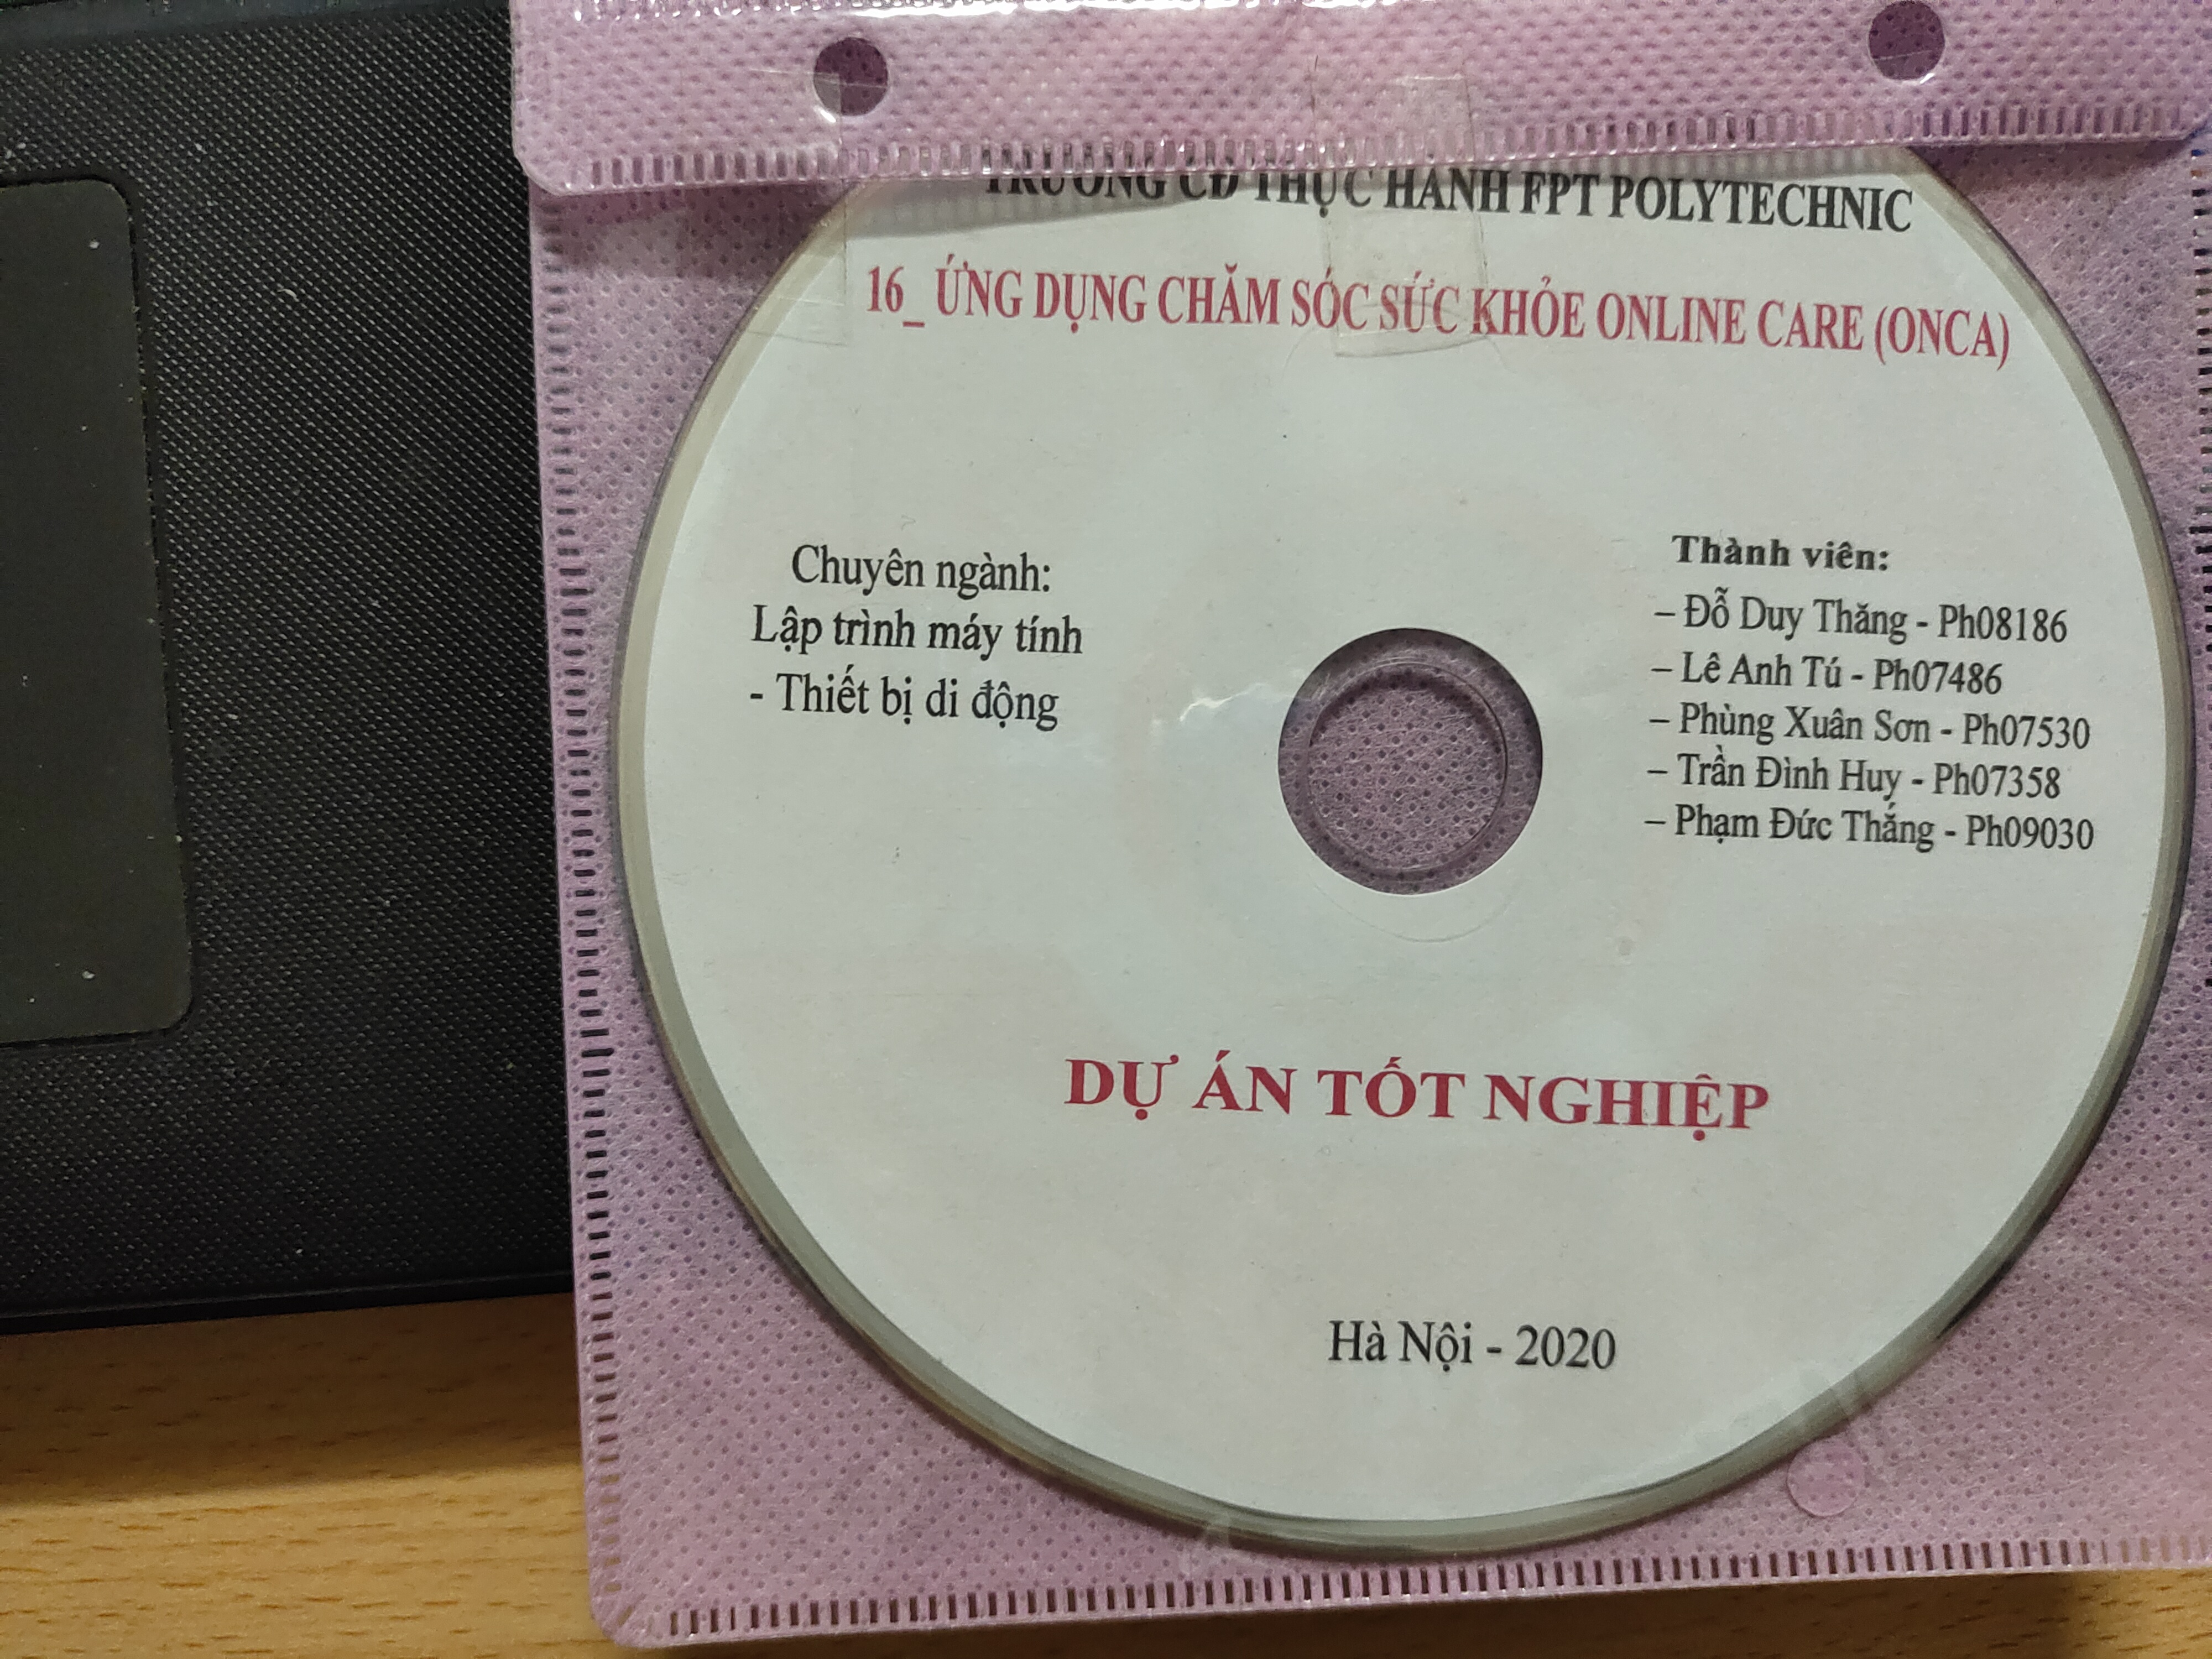 TRƯỜNG CĐ THỰC HÀNH FPT POLYTECHNIC
16_ ỨNG DỤNG CHĂM SÓC SỨC KHỎE ONLINE CARE (ONCA)
Chuyên ngành:
Lập trình máy tính
- Thiết bị di động
Thành viên:
– Đỗ Duy Thăng - Ph08186
– Lê Anh Tú - Ph07486
– Phùng Xuân Sơn - Ph07530
– Trần Đình Huy - Ph07358
– Phạm Đức Thắng - Ph09030
DỰ ÁN TỐT NGHIỆP
Hà Nội - 2020